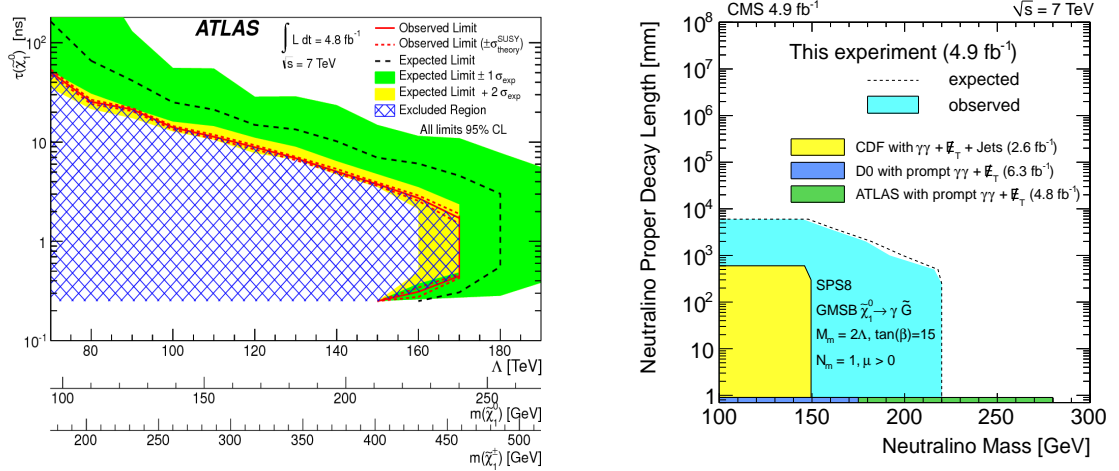 ATLAS
∫ L dt = 4.8 fb⁻¹
√s = 7 TeV
Observed Limit
Observed Limit (±σ^SUSY_theory)
Expected Limit
Expected Limit ± 1 σ_exp
Expected Limit + 2 σ_exp
Excluded Region
All limits 95% CL
τ(χ̃₁⁰) [ns]
10²
10
1
10⁻¹
80 100 120 140 160 180
Λ [TeV]
100 150 200 250
m(χ̃₁⁰) [GeV]
200 250 300 350 400 450 500
m(χ̃₁±) [GeV]
CMS 4.9 fb⁻¹
√s = 7 TeV
This experiment (4.9 fb⁻¹)
expected
observed
CDF with γγ + E̸_T + Jets (2.6 fb⁻¹)
D0 with prompt γγ + E̸_T (6.3 fb⁻¹)
ATLAS with prompt γγ + E̸_T (4.8 fb⁻¹)
SPS8
GMSB χ̃₁⁰→ γ G̃
M_m = 2Λ, tan(β)=15
N_m = 1, μ > 0
Neutralino Proper Decay Length [mm]
10⁸
10⁷
10⁶
10⁵
10⁴
10³
10²
10
1
100 150 200 250 300
Neutralino Mass [GeV]